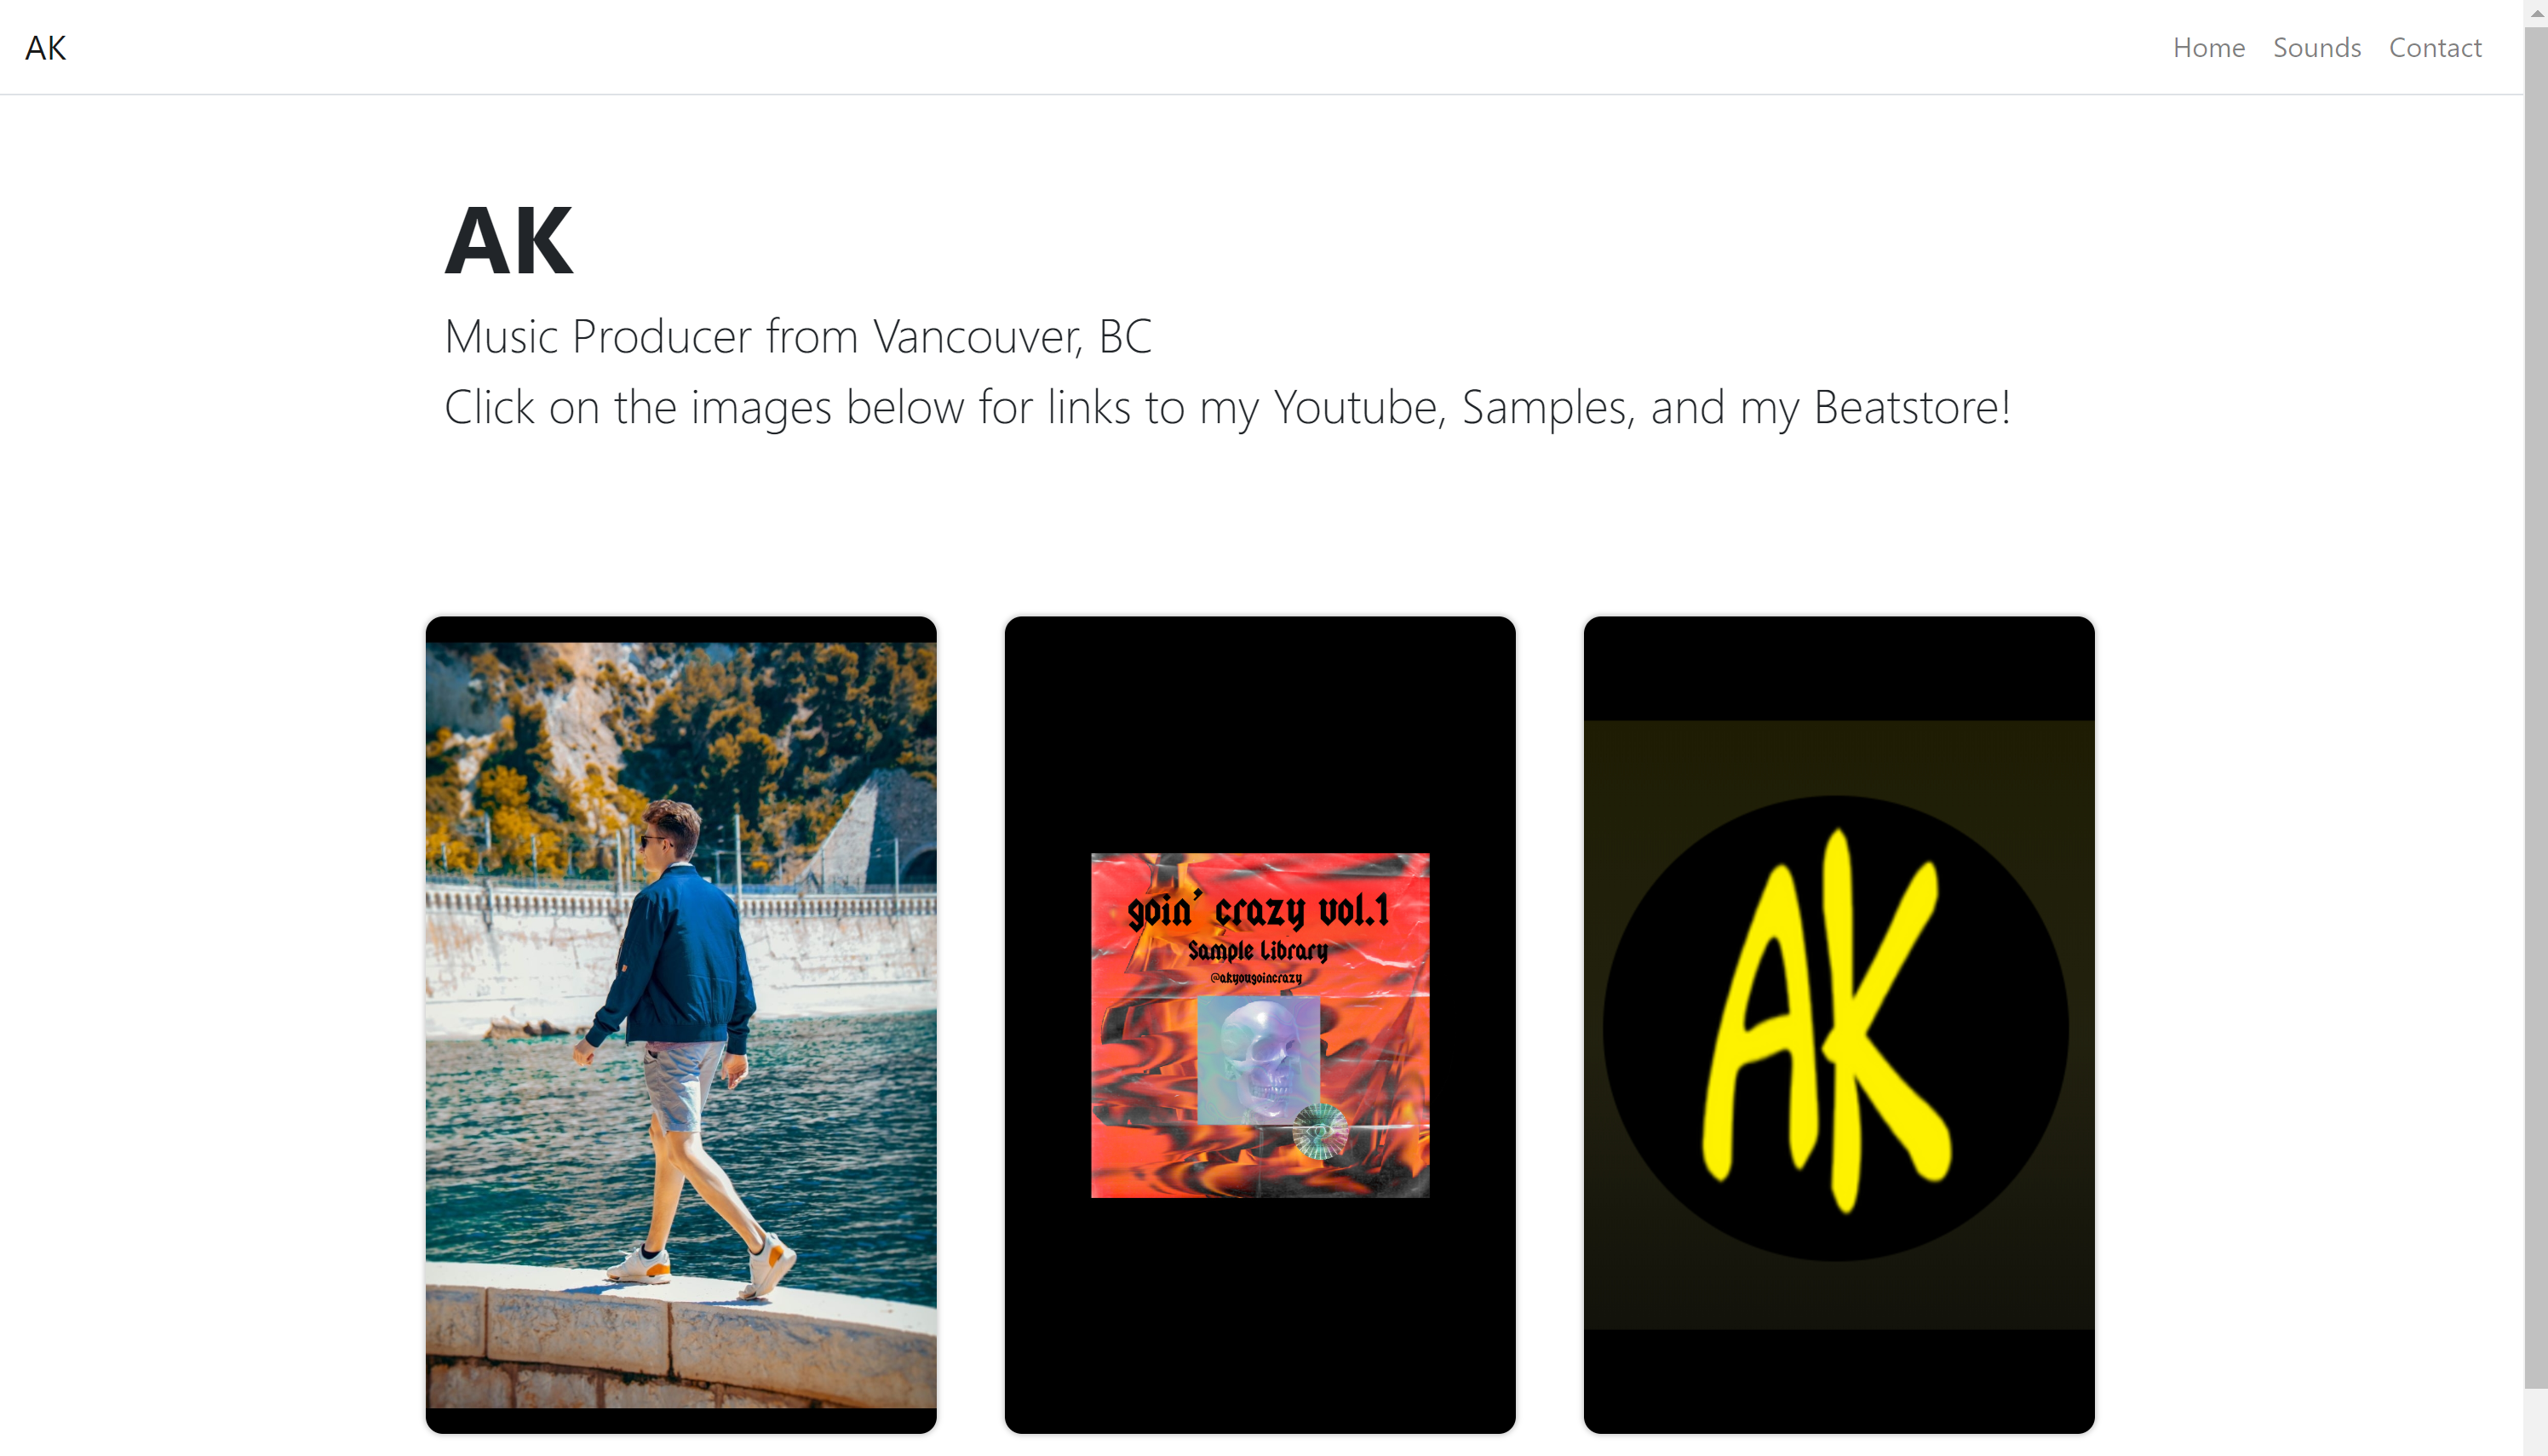 AK
Home Sounds Contact
AK
Music Producer from Vancouver, BC
Click on the images below for links to my Youtube, Samples, and my Beatstore!
goin' crazy vol.1
Sample Library
@akyougoincrazy
AK